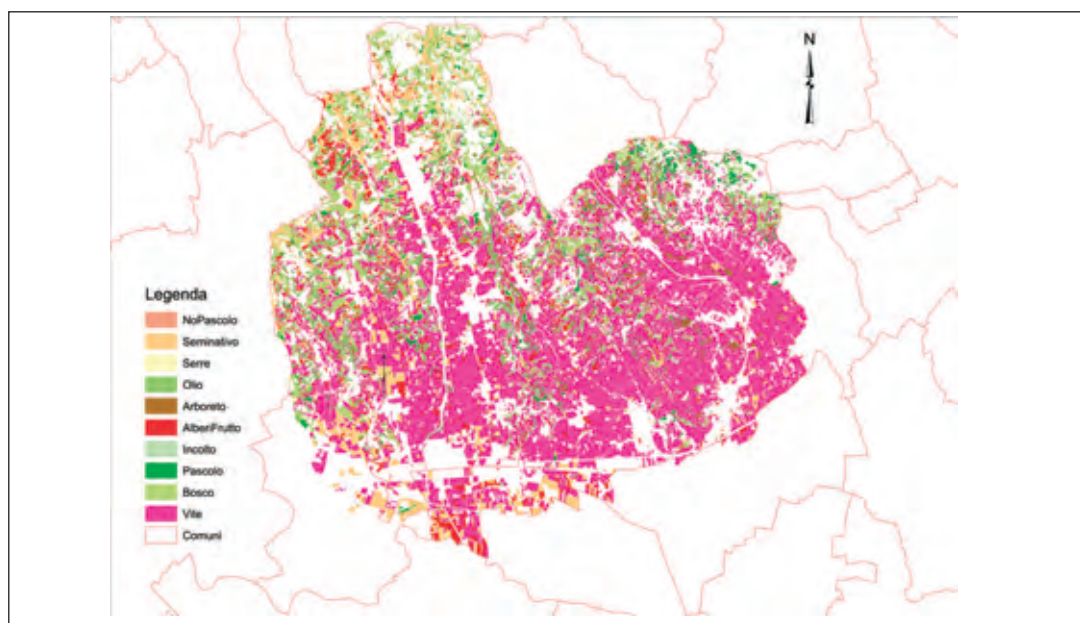 N
Legenda
NoPascolo
Seminativo
Serre
Olio
Arboreto
AlberiFrutto
Incolto
Pascolo
Bosco
Vite
Comuni